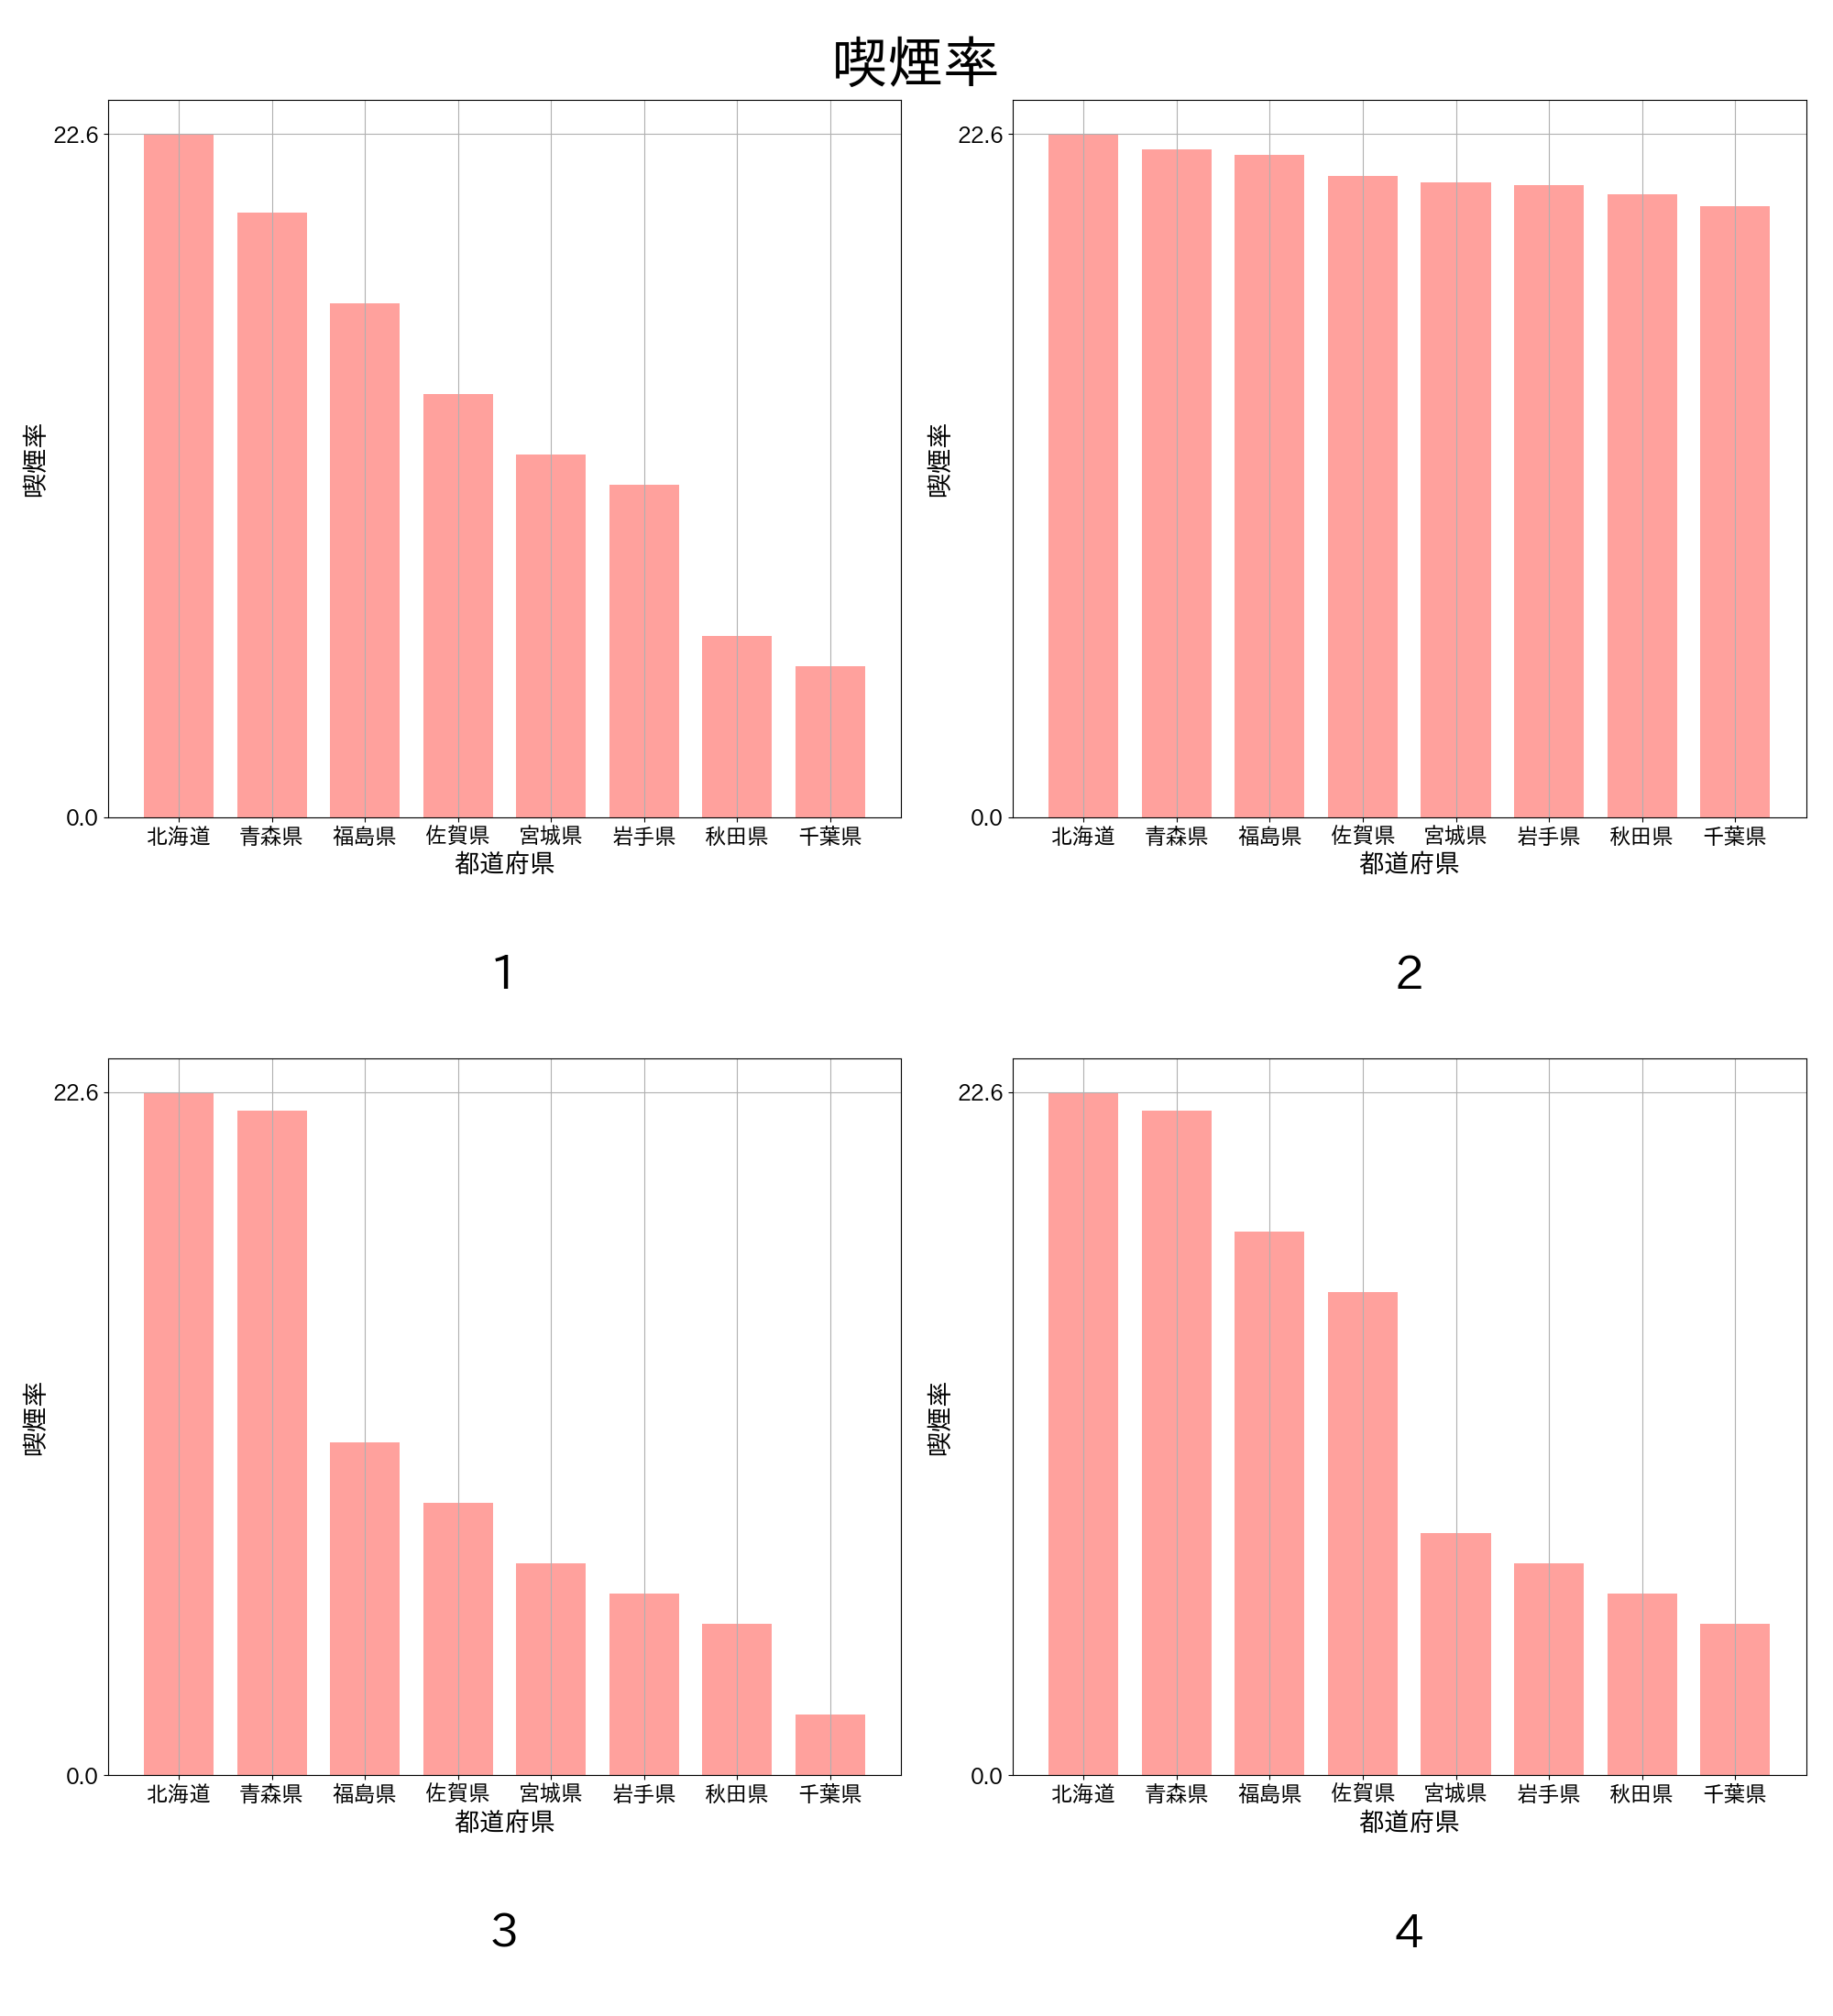 喫煙率
22.6
0.0
喫煙率
北海道 青森県 福島県 佐賀県 宮城県 岩手県 秋田県 千葉県
都道府県
1
22.6
0.0
喫煙率
北海道 青森県 福島県 佐賀県 宮城県 岩手県 秋田県 千葉県
都道府県
2
22.6
0.0
喫煙率
北海道 青森県 福島県 佐賀県 宮城県 岩手県 秋田県 千葉県
都道府県
3
22.6
0.0
喫煙率
北海道 青森県 福島県 佐賀県 宮城県 岩手県 秋田県 千葉県
都道府県
4